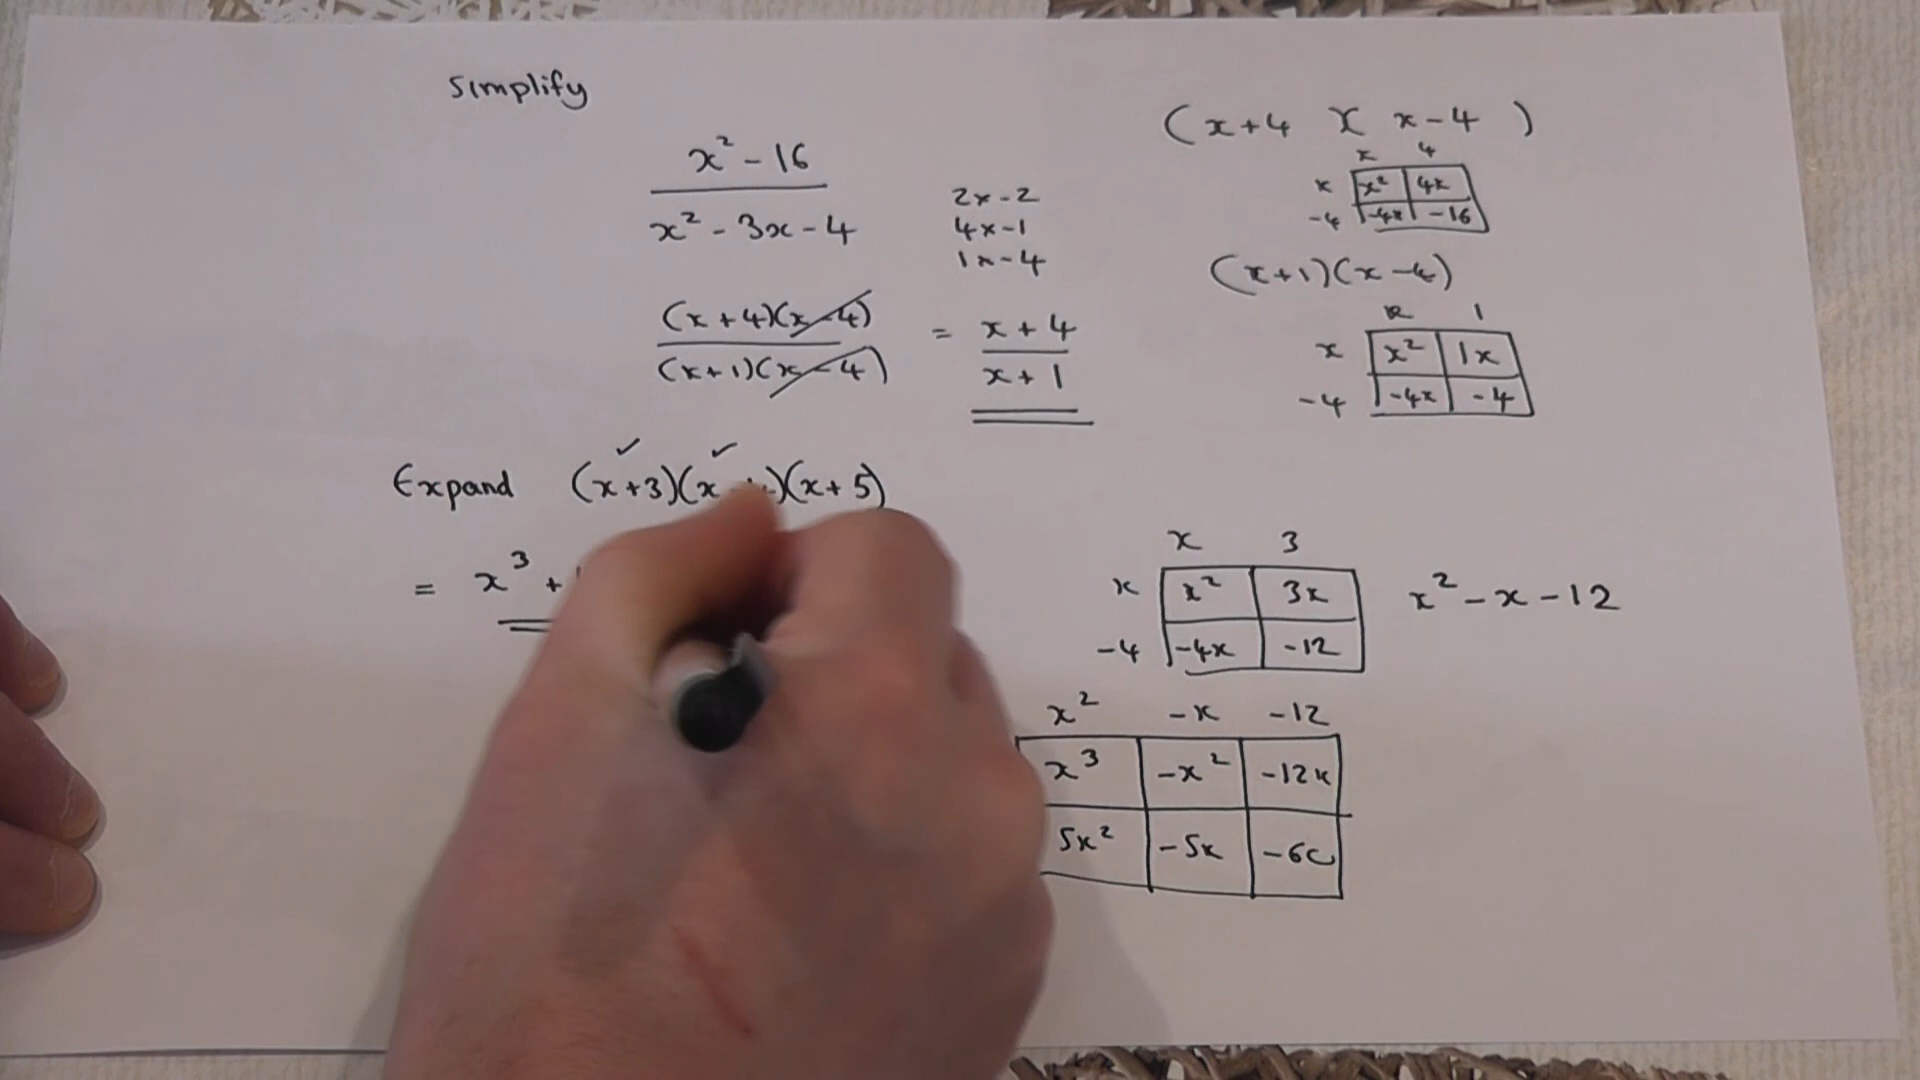 Simplify
x² - 16
x² - 3x - 4
2x-2
4x-1
1x-4
(x + 4)(x - 4)
(x + 1)(x - 4)
= x + 4
x + 1
(x+4)(x-4)
x 4
x x² 4x
-4 -4x -16
(x+1)(x-4)
x 1
x x² 1x
-4 -4x -4
Expand (x+3)(x )(x+5)
= x³ +
x 3
x x² 3x
-4 -4x -12
x² - x - 12
x² -x -12
x³ -x² -12x
5x² -5x -60